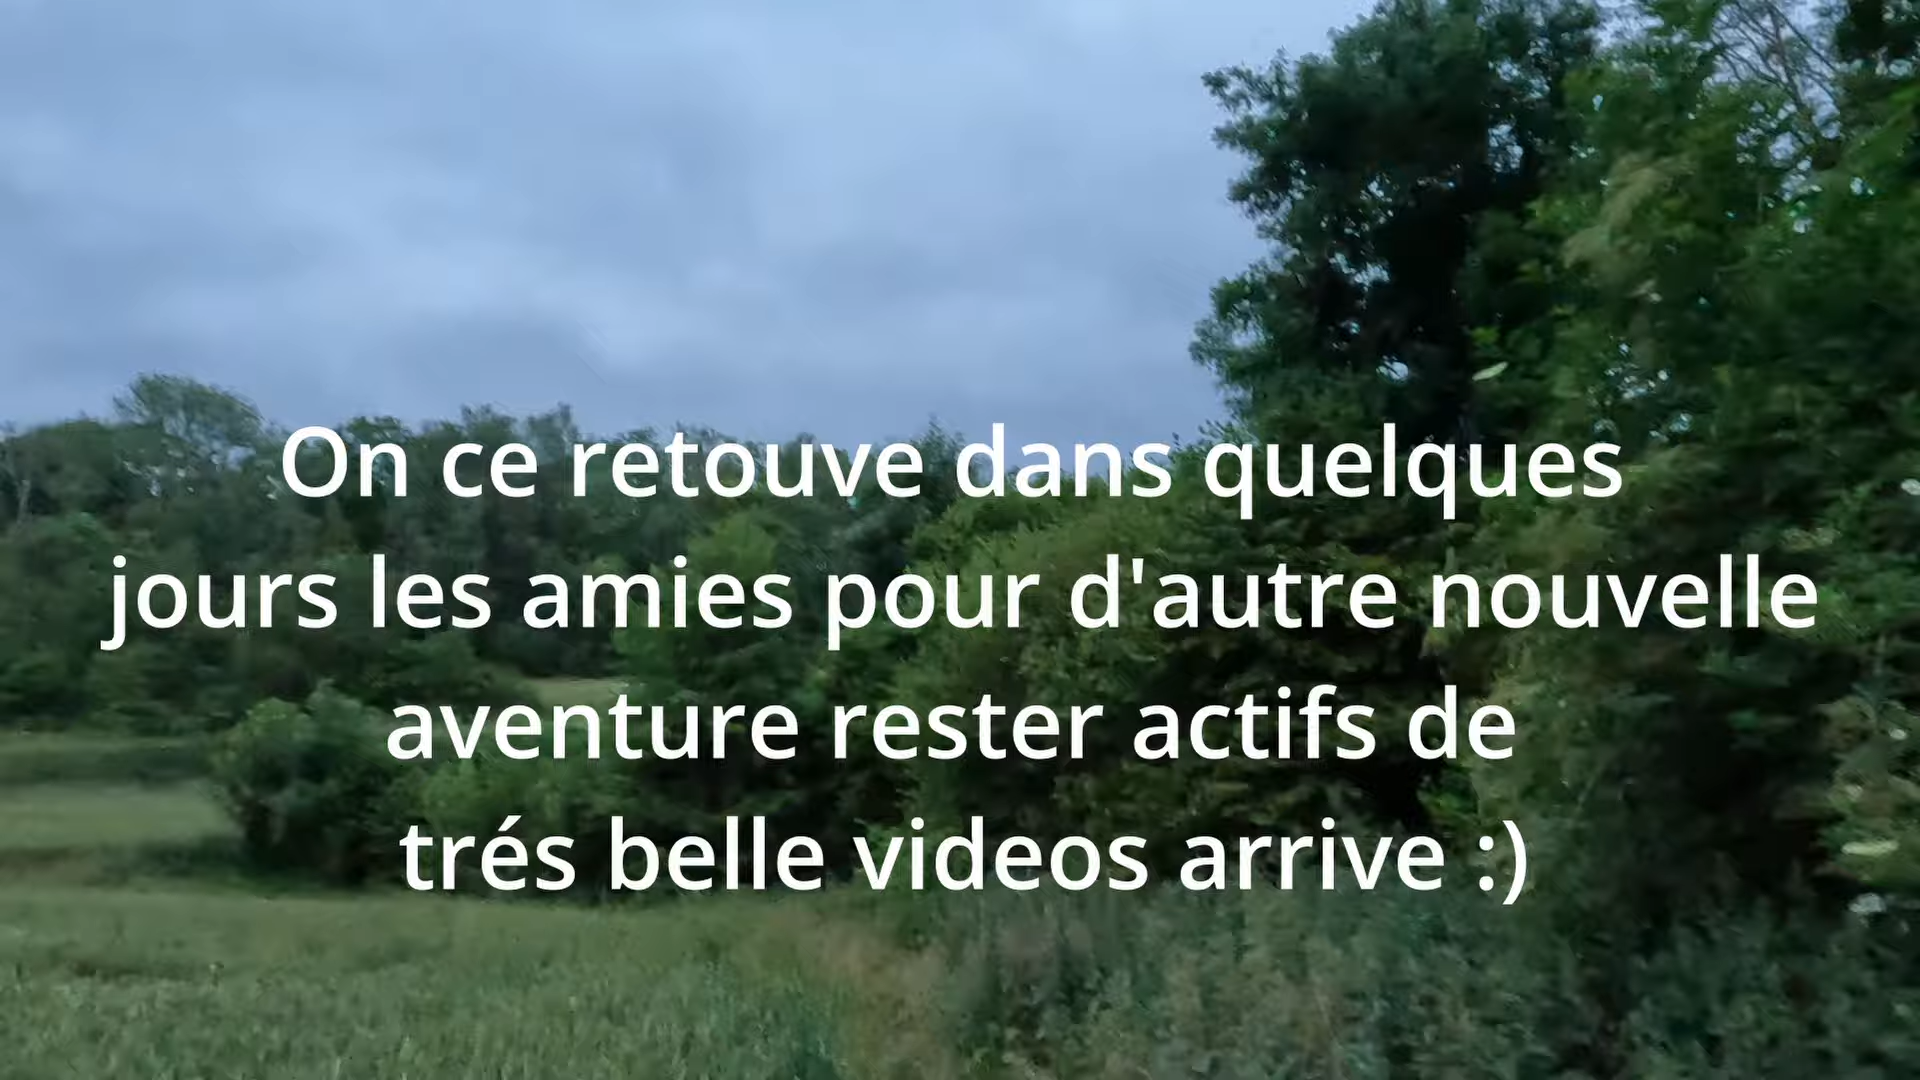 On ce retouve dans quelques
jours les amies pour d'autre nouvelle
aventure rester actifs de
trés belle videos arrive :)